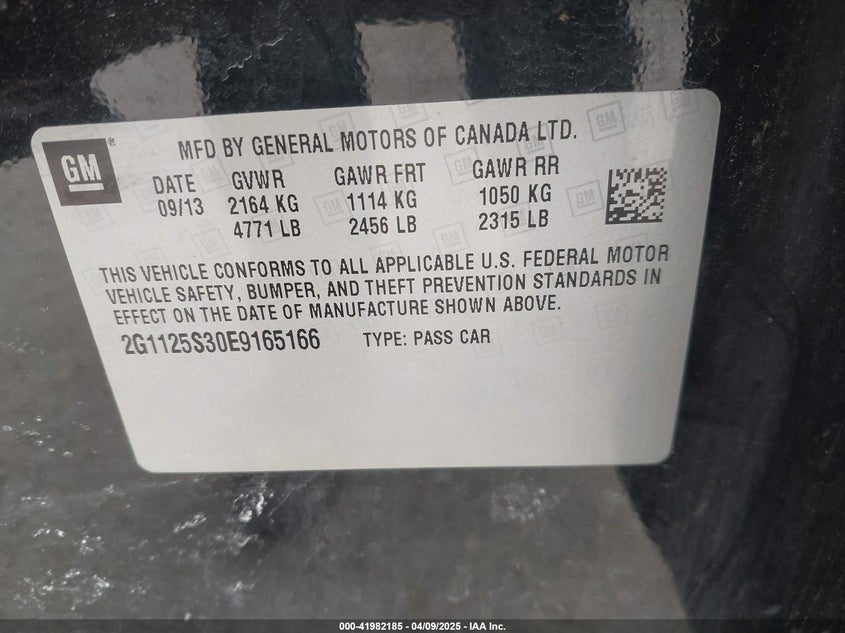 GM®
MFD BY GENERAL MOTORS OF CANADA LTD.
DATE GVWR GAWR FRT GAWR RR
09/13 2164 KG 1114 KG 1050 KG
4771 LB 2456 LB 2315 LB
THIS VEHICLE CONFORMS TO ALL APPLICABLE U.S. FEDERAL MOTOR
VEHICLE SAFETY, BUMPER, AND THEFT PREVENTION STANDARDS IN
EFFECT ON THE DATE OF MANUFACTURE SHOWN ABOVE.
2G1125S30E9165166 TYPE: PASS CAR
000-41982185 - 04/09/2025 - IAA Inc.